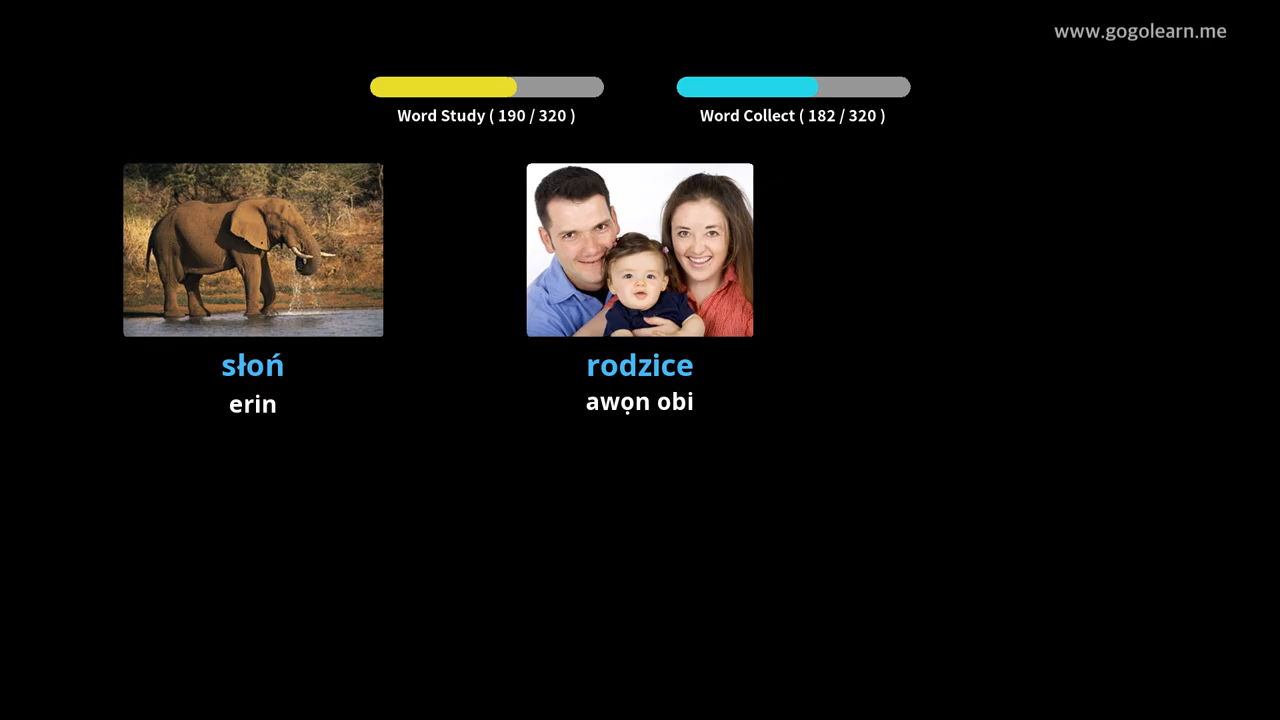 www.gogolearn.me
Word Study ( 190 / 320 )
Word Collect ( 182 / 320 )
słoń
rodzice
erin
awọn obi